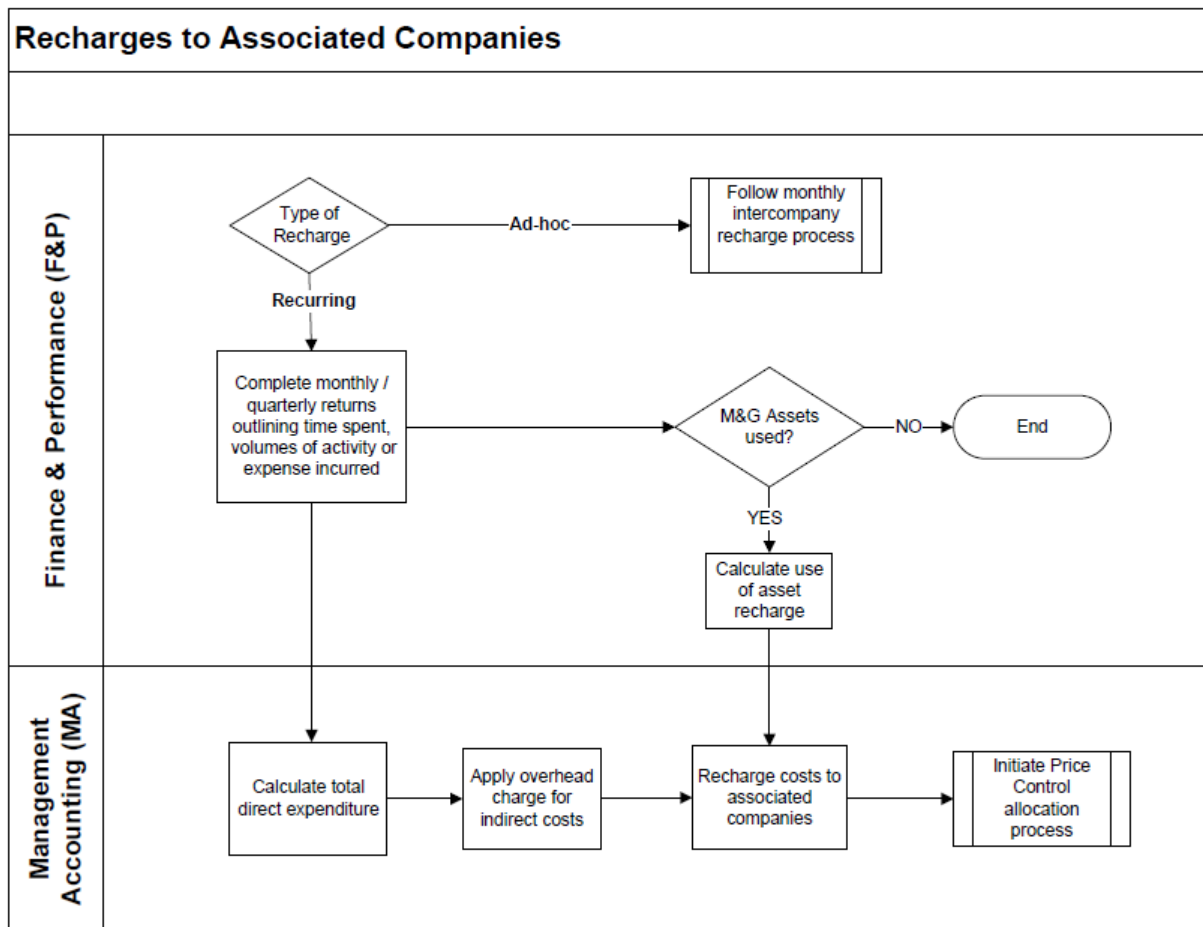 Recharges to Associated Companies
Finance & Performance (F&P)
Type of
Recharge
Ad-hoc
Follow monthly
intercompany
recharge process
Recurring
Complete monthly /
quarterly returns
outlining time spent,
volumes of activity or
expense incurred
M&G Assets
used?
NO
End
YES
Calculate use
of asset
recharge
Management
Accounting (MA)
Calculate total
direct expenditure
Apply overhead
charge for
indirect costs
Recharge costs to
associated
companies
Initiate Price
Control
allocation
process